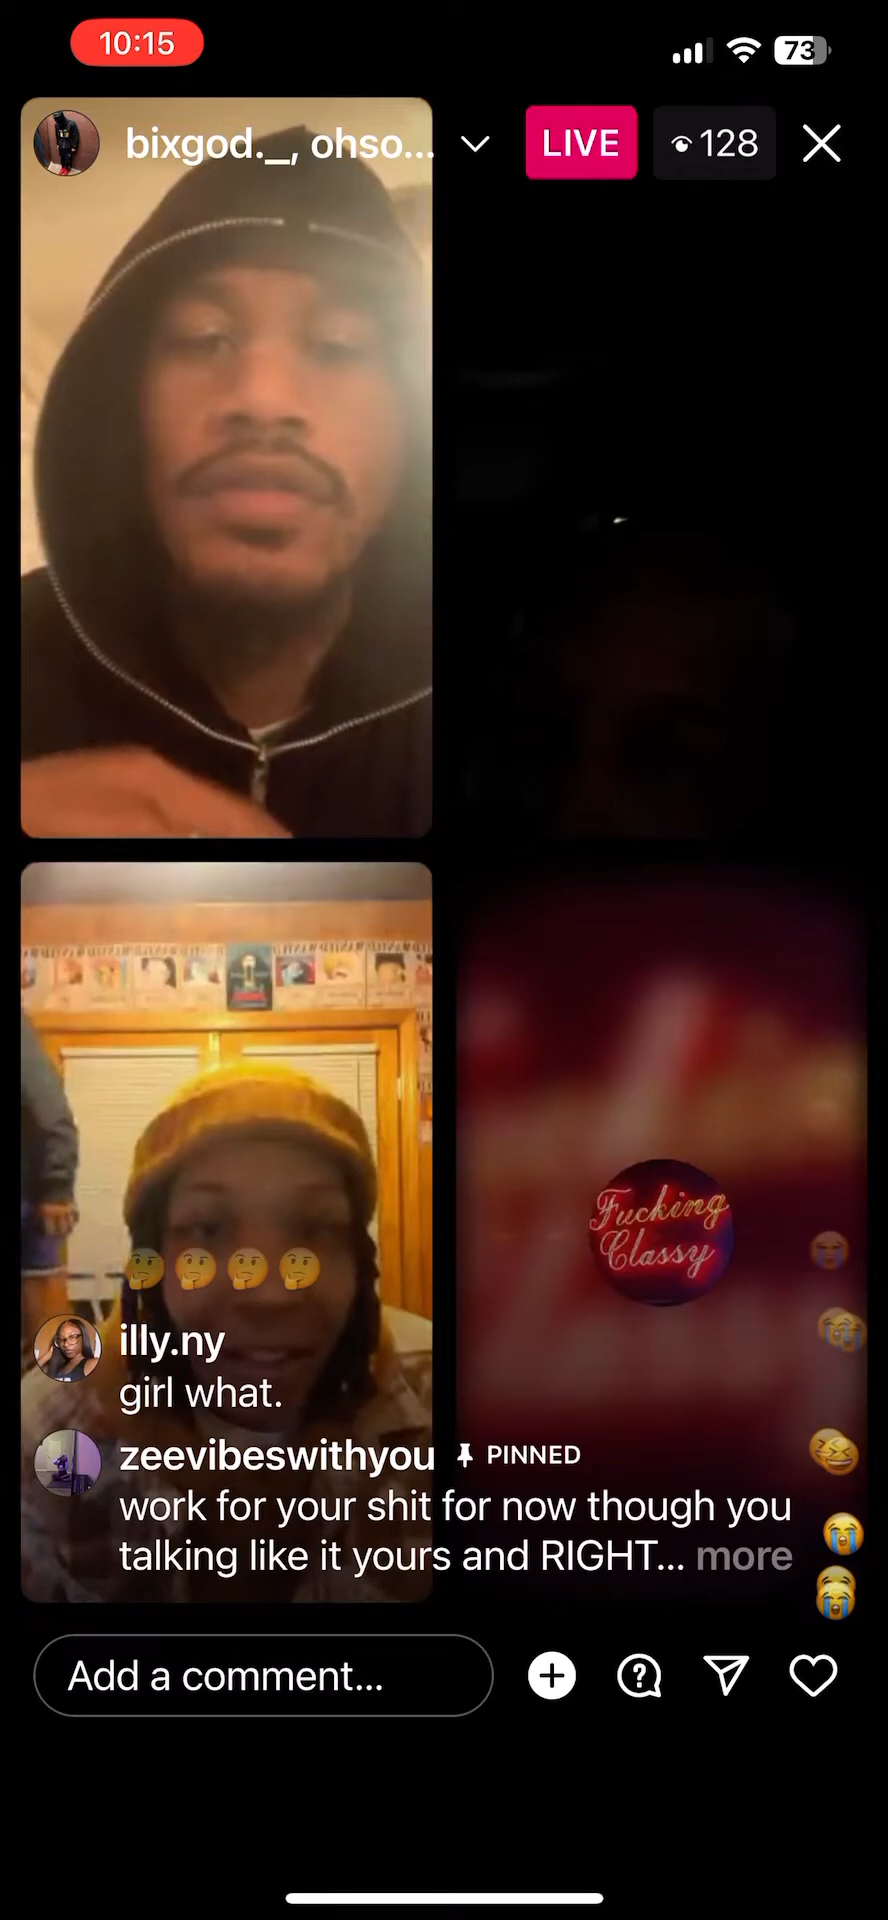 10:15
73
bixgod._, ohso...
LIVE
128
Fucking
Classy
🤔🤔🤔🤔
illy.ny
girl what.
zeevibeswithyou PINNED
work for your shit for now though you
talking like it yours and RIGHT... more
Add a comment...